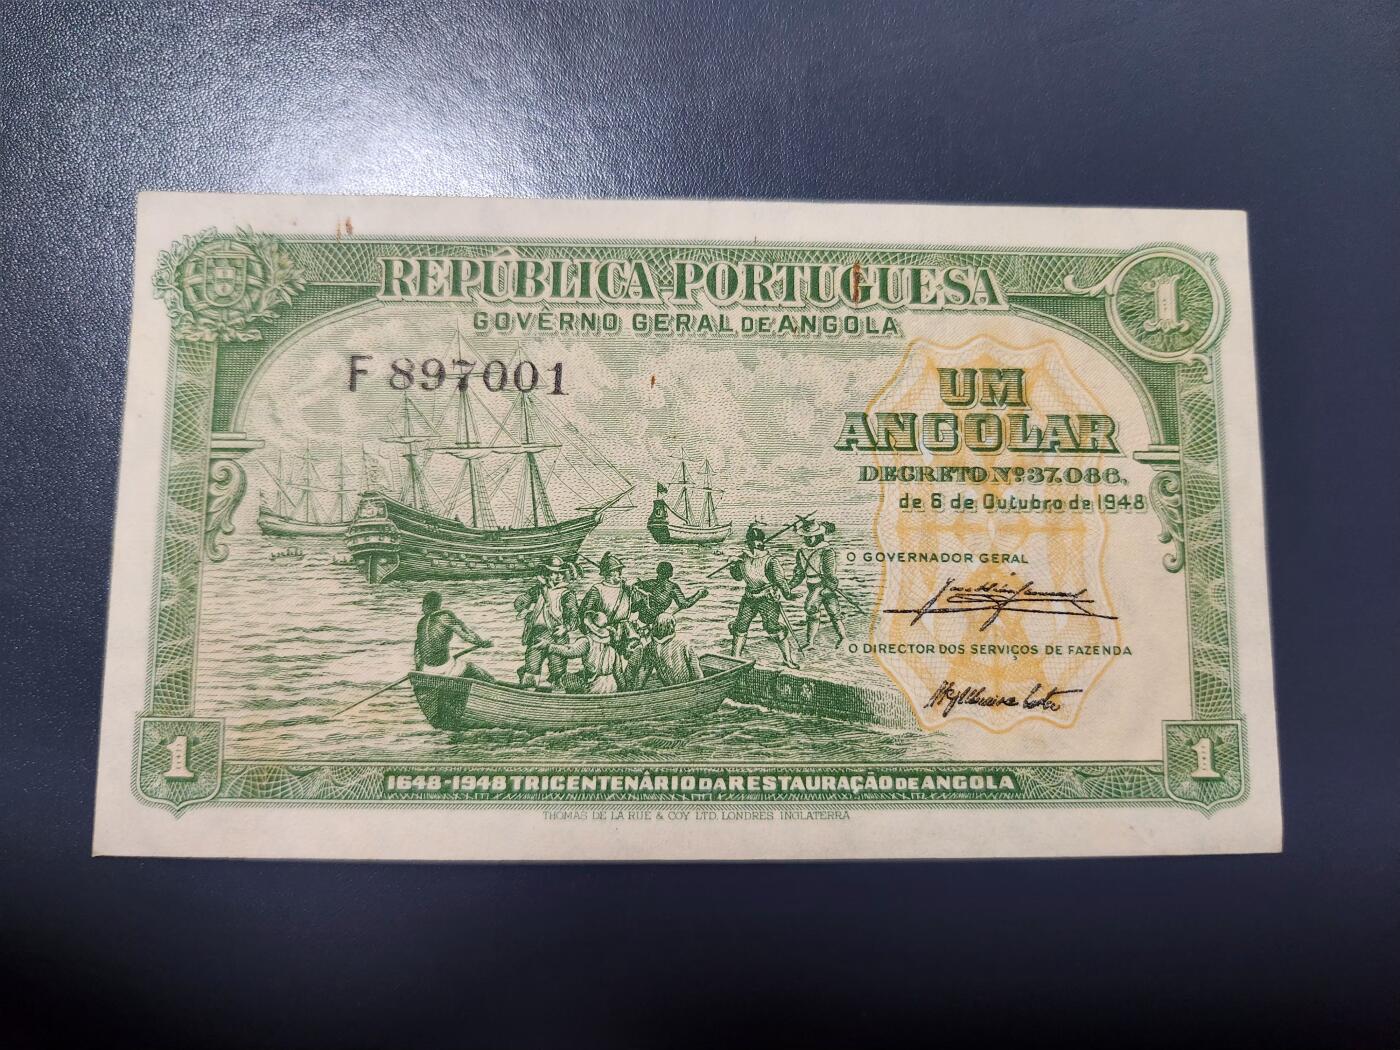 REPÚBLICA PORTUGUESA
1
GOVÊRNO GERAL DE ANGOLA
F 897001
UM
ANGOLAR
DECRETO Nº 37.086,
de 6 de Outubro de 1948
O GOVERNADOR GERAL
O DIRECTOR DOS SERVIÇOS DE FAZENDA
1
1648-1948 TRICENTENÁRIO DA RESTAURAÇÃO DE ANGOLA
1
THOMAS DE LA RUE & COY LTD. LONDRES INGLATERRA